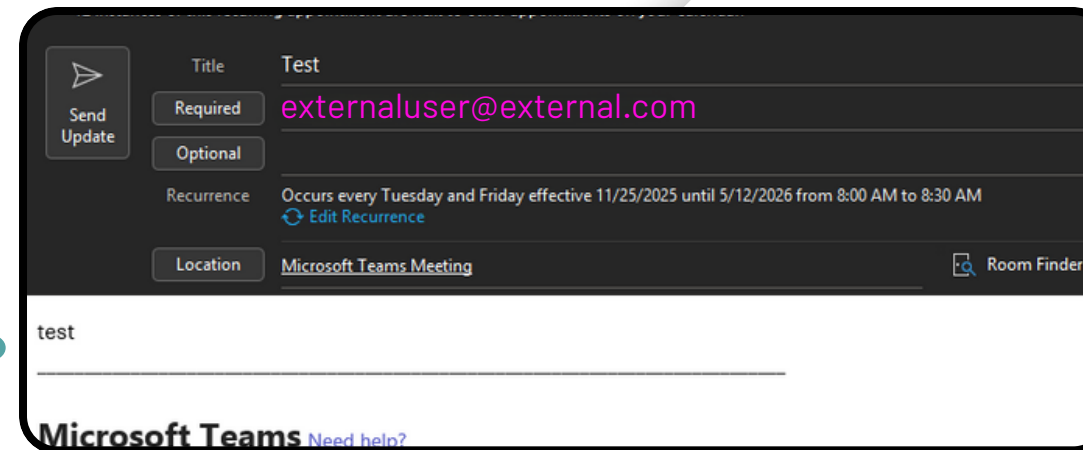 Title Test
Send Update
Required externaluser@external.com
Optional
Recurrence Occurs every Tuesday and Friday effective 11/25/2025 until 5/12/2026 from 8:00 AM to 8:30 AM
Edit Recurrence
Location Microsoft Teams Meeting Room Finder
test
Microsoft Teams Need help?